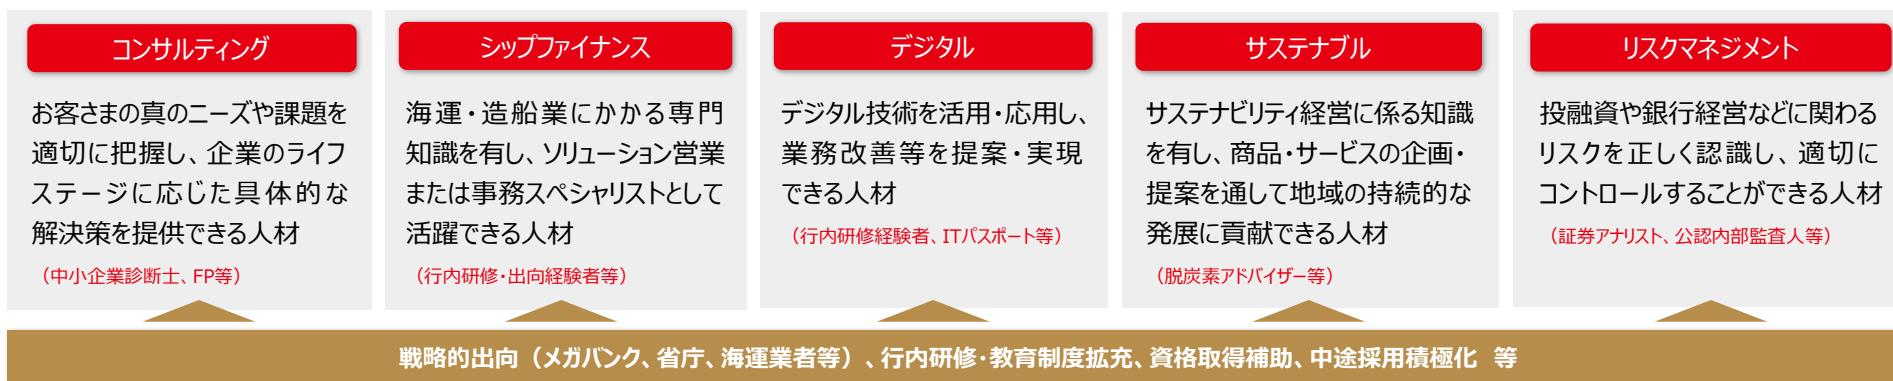 コンサルティング
お客さまの真のニーズや課題を
適切に把握し、企業のライフ
ステージに応じた具体的な
解決策を提供できる人材
（中小企業診断士、FP等）
シップファイナンス
海運・造船業にかかる専門
知識を有し、ソリューション営業
または事務スペシャリストとして
活躍できる人材
（行内研修・出向経験者等）
デジタル
デジタル技術を活用・応用し、
業務改善等を提案・実現
できる人材
（行内研修経験者、ITパスポート等）
サステナブル
サステナビリティ経営に係る知識
を有し、商品・サービスの企画・
提案を通して地域の持続的な
発展に貢献できる人材
（脱炭素アドバイザー等）
リスクマネジメント
投融資や銀行経営などに関わる
リスクを正しく認識し、適切に
コントロールすることができる人材
（証券アナリスト、公認内部監査人等）
戦略的出向（メガバンク、省庁、海運業者等）、行内研修・教育制度拡充、資格取得補助、中途採用積極化 等